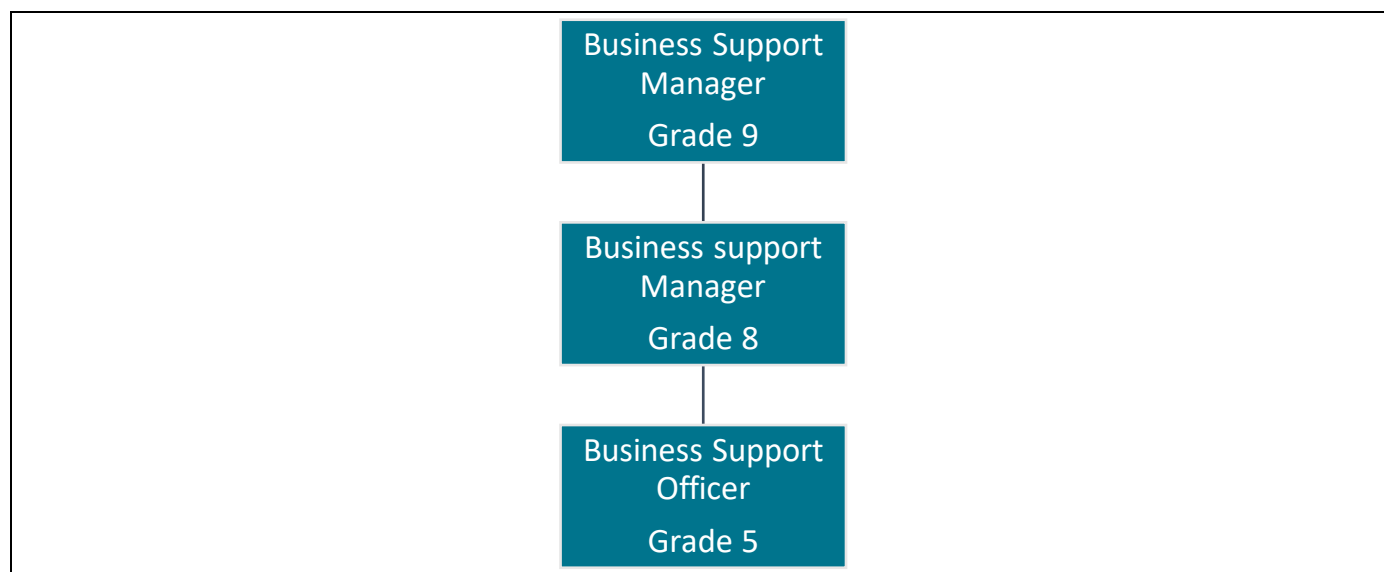 Business Support
Manager
Grade 9
Business support
Manager
Grade 8
Business Support
Officer
Grade 5